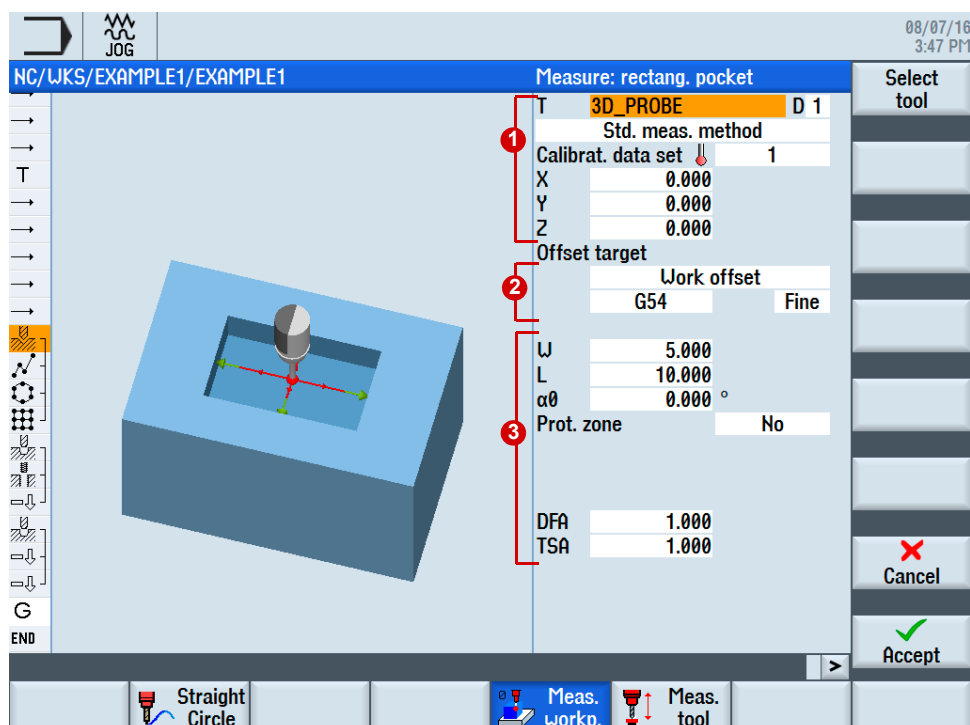 JOG
08/07/16
3:47 PM
NC/WKS/EXAMPLE1/EXAMPLE1
Measure: rectang. pocket
Select
tool
T 3D_PROBE D 1
1
Std. meas. method
Calibrat. data set 1
X 0.000
Y 0.000
Z 0.000
Offset target
2
Work offset
G54 Fine
W 5.000
L 10.000
α0 0.000 °
3
Prot. zone No
DFA 1.000
TSA 1.000
T
G
END
Cancel
Accept
>
Straight
Circle
Meas.
workp.
Meas.
tool